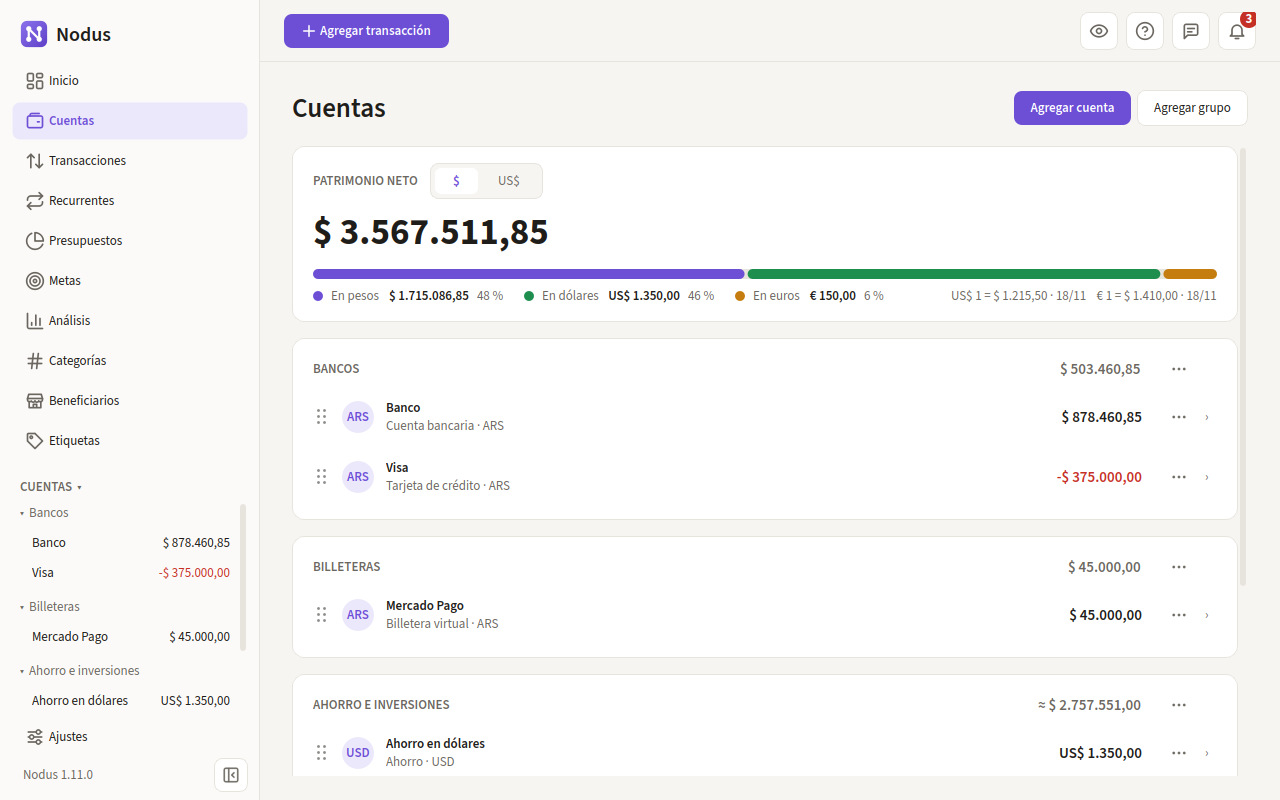 Nodus
Inicio
Cuentas
Transacciones
Recurrentes
Presupuestos
Metas
Análisis
Categorías
Beneficiarios
Etiquetas
CUENTAS
Bancos
Banco $ 878.460,85
Visa -$ 375.000,00
Billeteras
Mercado Pago $ 45.000,00
Ahorro e inversiones
Ahorro en dólares US$ 1.350,00
Ajustes
Nodus 1.11.0
Agregar transacción
3
Cuentas
Agregar cuenta
Agregar grupo
PATRIMONIO NETO $ US$
$ 3.567.511,85
En pesos $ 1.715.086,85 48 % En dólares US$ 1.350,00 46 % En euros € 150,00 6 % US$ 1 = $ 1.215,50 · 18/11 € 1 = $ 1.410,00 · 18/11
BANCOS $ 503.460,85
ARS Banco $ 878.460,85
Cuenta bancaria · ARS
ARS Visa -$ 375.000,00
Tarjeta de crédito · ARS
BILLETERAS $ 45.000,00
ARS Mercado Pago $ 45.000,00
Billetera virtual · ARS
AHORRO E INVERSIONES ≈ $ 2.757.551,00
USD Ahorro en dólares US$ 1.350,00
Ahorro · USD